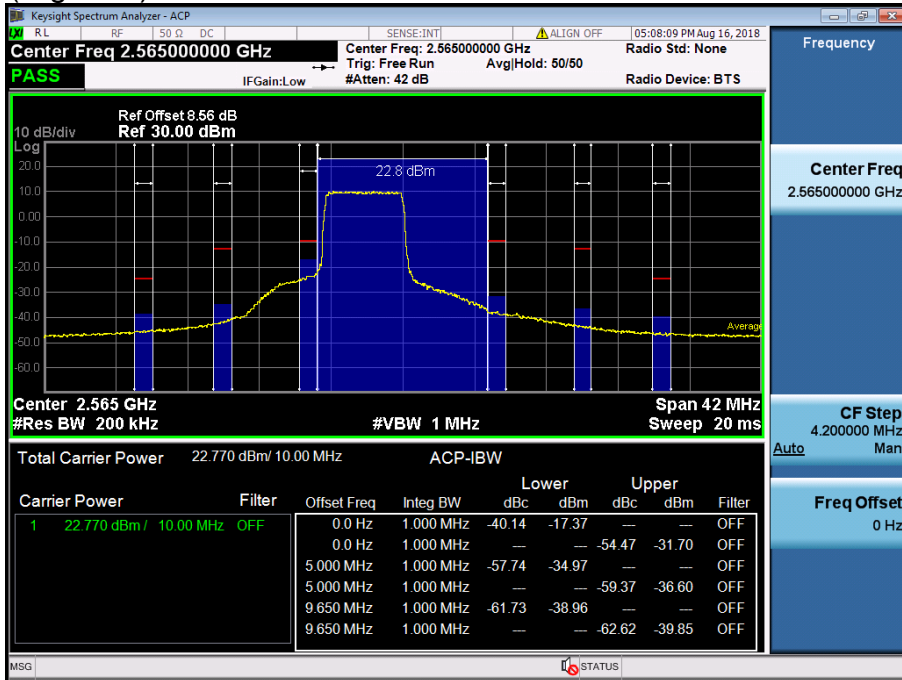 Keysight Spectrum Analyzer - ACP
RL RF 50 Ω DC SENSE:INT ALIGN OFF 05:08:09 PM Aug 16, 2018
Center Freq 2.565000000 GHz
Center Freq: 2.565000000 GHz Radio Std: None
Trig: Free Run Avg|Hold: 50/50
PASS IFGain:Low #Atten: 42 dB Radio Device: BTS
Ref Offset 8.56 dB
10 dB/div Ref 30.00 dBm
Log
20.0
22.8 dBm
10.0
0.00
-10.0
-20.0
-30.0
-40.0
Average
-50.0
-60.0
Center 2.565 GHz Span 42 MHz
#Res BW 200 kHz #VBW 1 MHz Sweep 20 ms
Total Carrier Power 22.770 dBm/ 10.00 MHz ACP-IBW
Lower Upper
Carrier Power Filter Offset Freq Integ BW dBc dBm dBc dBm Filter
1 22.770 dBm / 10.00 MHz OFF 0.0 Hz 1.000 MHz -40.14 -17.37 --- --- OFF
0.0 Hz 1.000 MHz --- --- -54.47 -31.70 OFF
5.000 MHz 1.000 MHz -57.74 -34.97 --- --- OFF
5.000 MHz 1.000 MHz --- --- -59.37 -36.60 OFF
9.650 MHz 1.000 MHz -61.73 -38.96 --- --- OFF
9.650 MHz 1.000 MHz --- --- -62.62 -39.85 OFF
MSG STATUS
Frequency
Center Freq
2.565000000 GHz
CF Step
4.200000 MHz
Auto Man
Freq Offset
0 Hz